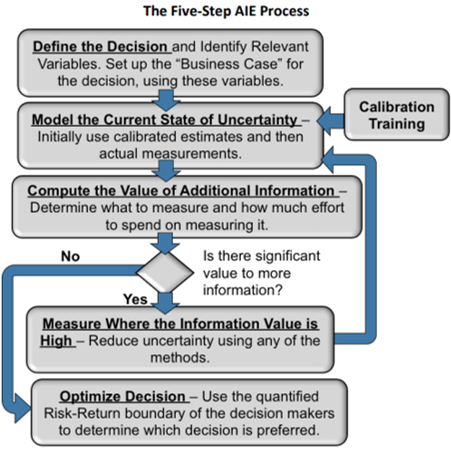 The Five-Step AIE Process
Define the Decision and Identify Relevant
Variables. Set up the “Business Case” for
the decision, using these variables.
Model the Current State of Uncertainty –
Initially use calibrated estimates and then
actual measurements.
Calibration
Training
Compute the Value of Additional Information –
Determine what to measure and how much effort
to spend on measuring it.
No
Is there significant
value to more
information?
Yes
Measure Where the Information Value is
High – Reduce uncertainty using any of the
methods.
Optimize Decision – Use the quantified
Risk-Return boundary of the decision makers
to determine which decision is preferred.